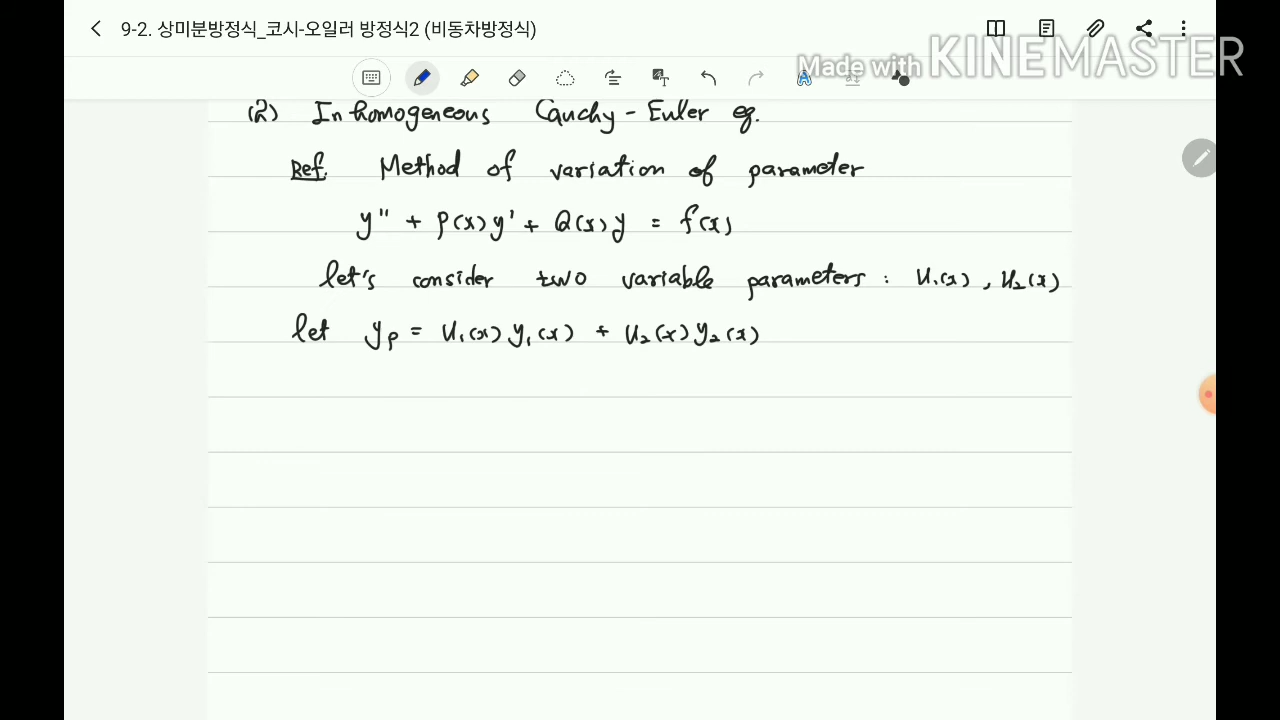 9-2. 상미분방정식_코시-오일러 방정식2 (비동차방정식)
Made with KINEMASTER
(2) Inhomogeneous Cauchy-Euler eq.
Ref. Method of variation of parameter
y'' + P(x)y' + Q(x)y = f(x)
let's consider two variable parameters : u₁(x), u₂(x)
let yₚ = u₁(x)y₁(x) + u₂(x)y₂(x)